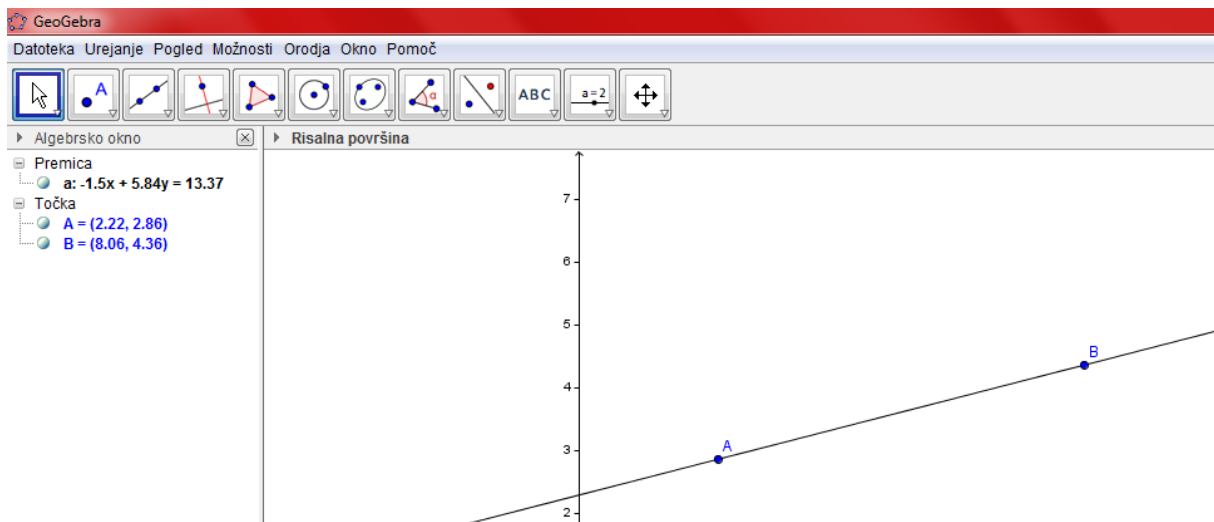 GeoGebra
Datoteka Urejanje Pogled Možnosti Orodja Okno Pomoč
A α ABC a=2
Algebrsko okno
Risalna površina
Premica
a: -1.5x + 5.84y = 13.37
Točka
A = (2.22, 2.86)
B = (8.06, 4.36)
7
6
5
B
4
A
3
2